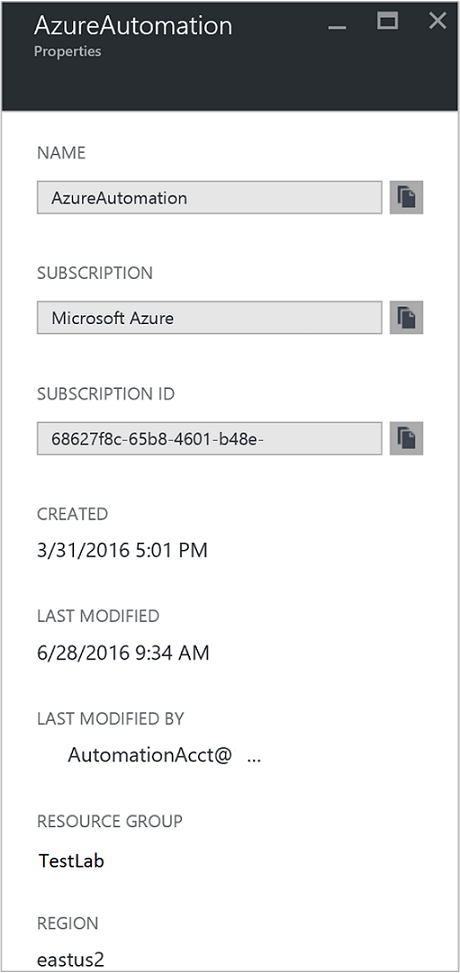 AzureAutomation
Properties
NAME
AzureAutomation
SUBSCRIPTION
Microsoft Azure
SUBSCRIPTION ID
68627f8c-65b8-4601-b48e-
CREATED
3/31/2016 5:01 PM
LAST MODIFIED
6/28/2016 9:34 AM
LAST MODIFIED BY
AutomationAcct@ ...
RESOURCE GROUP
TestLab
REGION
eastus2